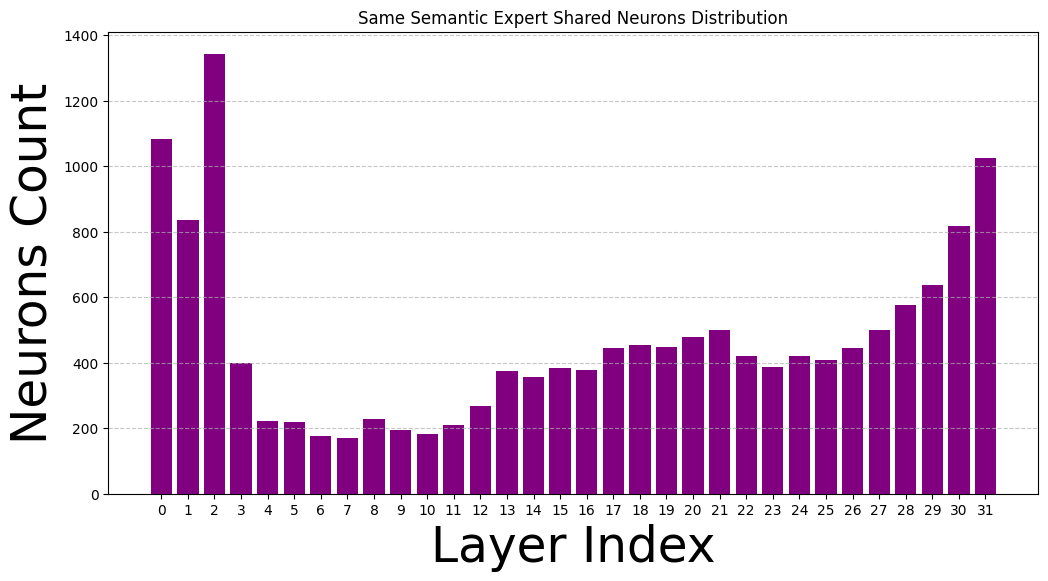 Same Semantic Expert Shared Neurons Distribution
Neurons Count
1400
1200
1000
800
600
400
200
0
0 1 2 3 4 5 6 7 8 9 10 11 12 13 14 15 16 17 18 19 20 21 22 23 24 25 26 27 28 29 30 31
Layer Index